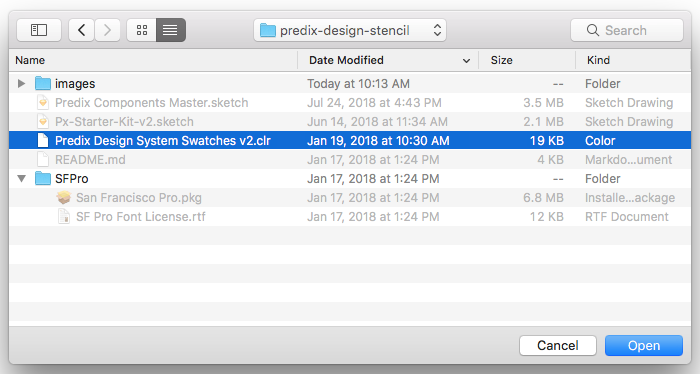 predix-design-stencil
Search
Name Date Modified Size Kind
images Today at 10:13 AM -- Folder
Predix Components Master.sketch Jul 24, 2018 at 4:43 PM 3.5 MB Sketch Drawing
Px-Starter-Kit-v2.sketch Jun 14, 2018 at 11:34 AM 2.1 MB Sketch Drawing
Predix Design System Swatches v2.clr Jan 19, 2018 at 10:30 AM 19 KB Color
README.md Jan 17, 2018 at 1:24 PM 4 KB Markdo...ument
SFPro Jan 17, 2018 at 1:24 PM -- Folder
San Francisco Pro.pkg Jan 17, 2018 at 1:24 PM 6.8 MB Installe...ackage
SF Pro Font License.rtf Jan 17, 2018 at 1:24 PM 12 KB RTF Document
Cancel Open